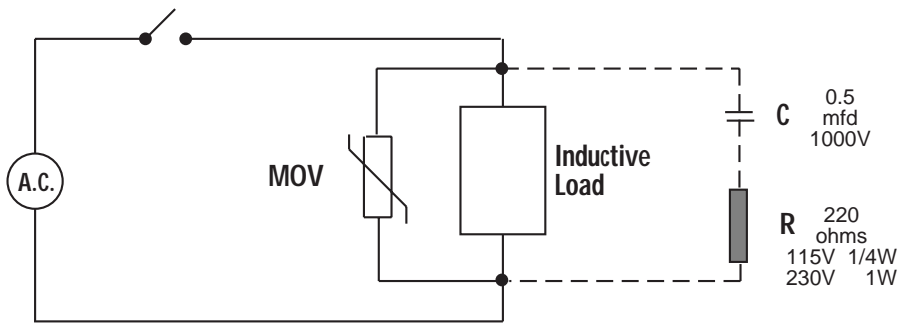 A.C.
MOV
Inductive
Load
C
0.5
mfd
1000V
R
220
ohms
115V 1/4W
230V 1W